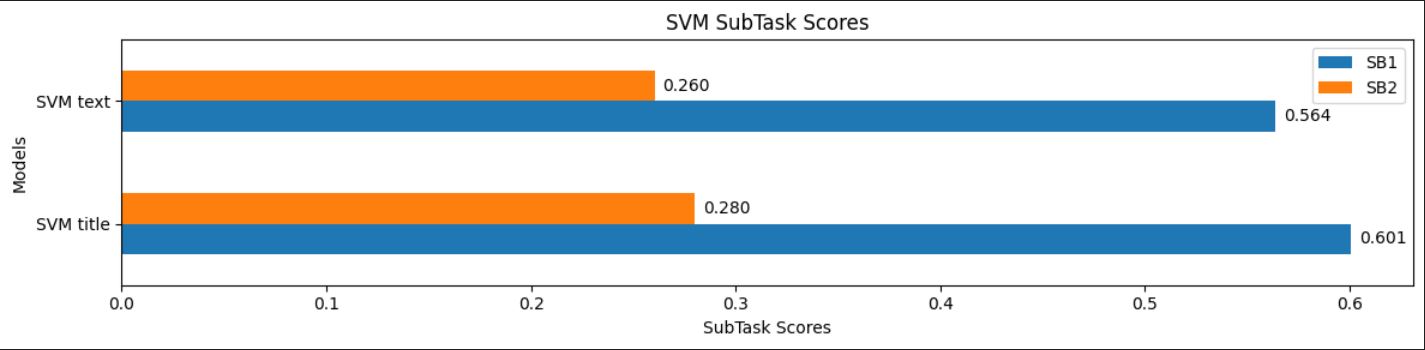 SVM SubTask Scores
SB1
SB2
SVM text
0.260
0.564
Models
SVM title
0.280
0.601
0.0 0.1 0.2 0.3 0.4 0.5 0.6
SubTask Scores